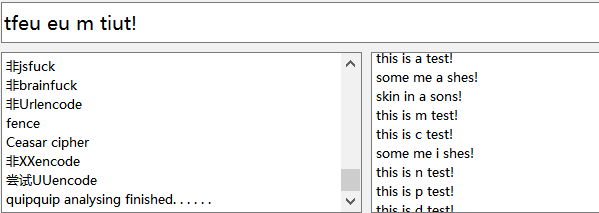 tfeu eu m tiut!
非jsfuck
非brainfuck
非Urlencode
fence
Ceasar cipher
非XXencode
尝试UUencode
quipquip analysing finished. . . . . .
this is a test!
some me a shes!
skin in a sons!
this is m test!
this is c test!
some me i shes!
this is n test!
this is p test!
this is d test!